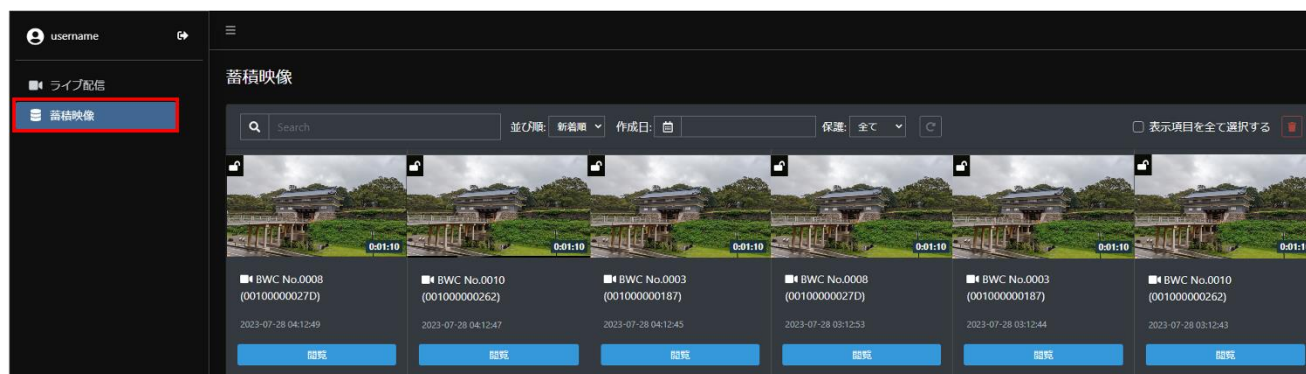 username
ライブ配信
蓄積映像
蓄積映像
Search
並び順: 新着順
作成日:
保護: 全て
表示項目を全て選択する
0:01:10
0:01:10
0:01:10
0:01:10
0:01:10
BWC No.0008
(00100000027D)
2023-07-28 04:12:49
閲覧
BWC No.0010
(001000000262)
2023-07-28 04:12:47
閲覧
BWC No.0003
(001000000187)
2023-07-28 04:12:45
閲覧
BWC No.0008
(00100000027D)
2023-07-28 03:12:53
閲覧
BWC No.0003
(001000000187)
2023-07-28 03:12:44
閲覧
BWC No.0010
(001000000262)
2023-07-28 03:12:43
閲覧